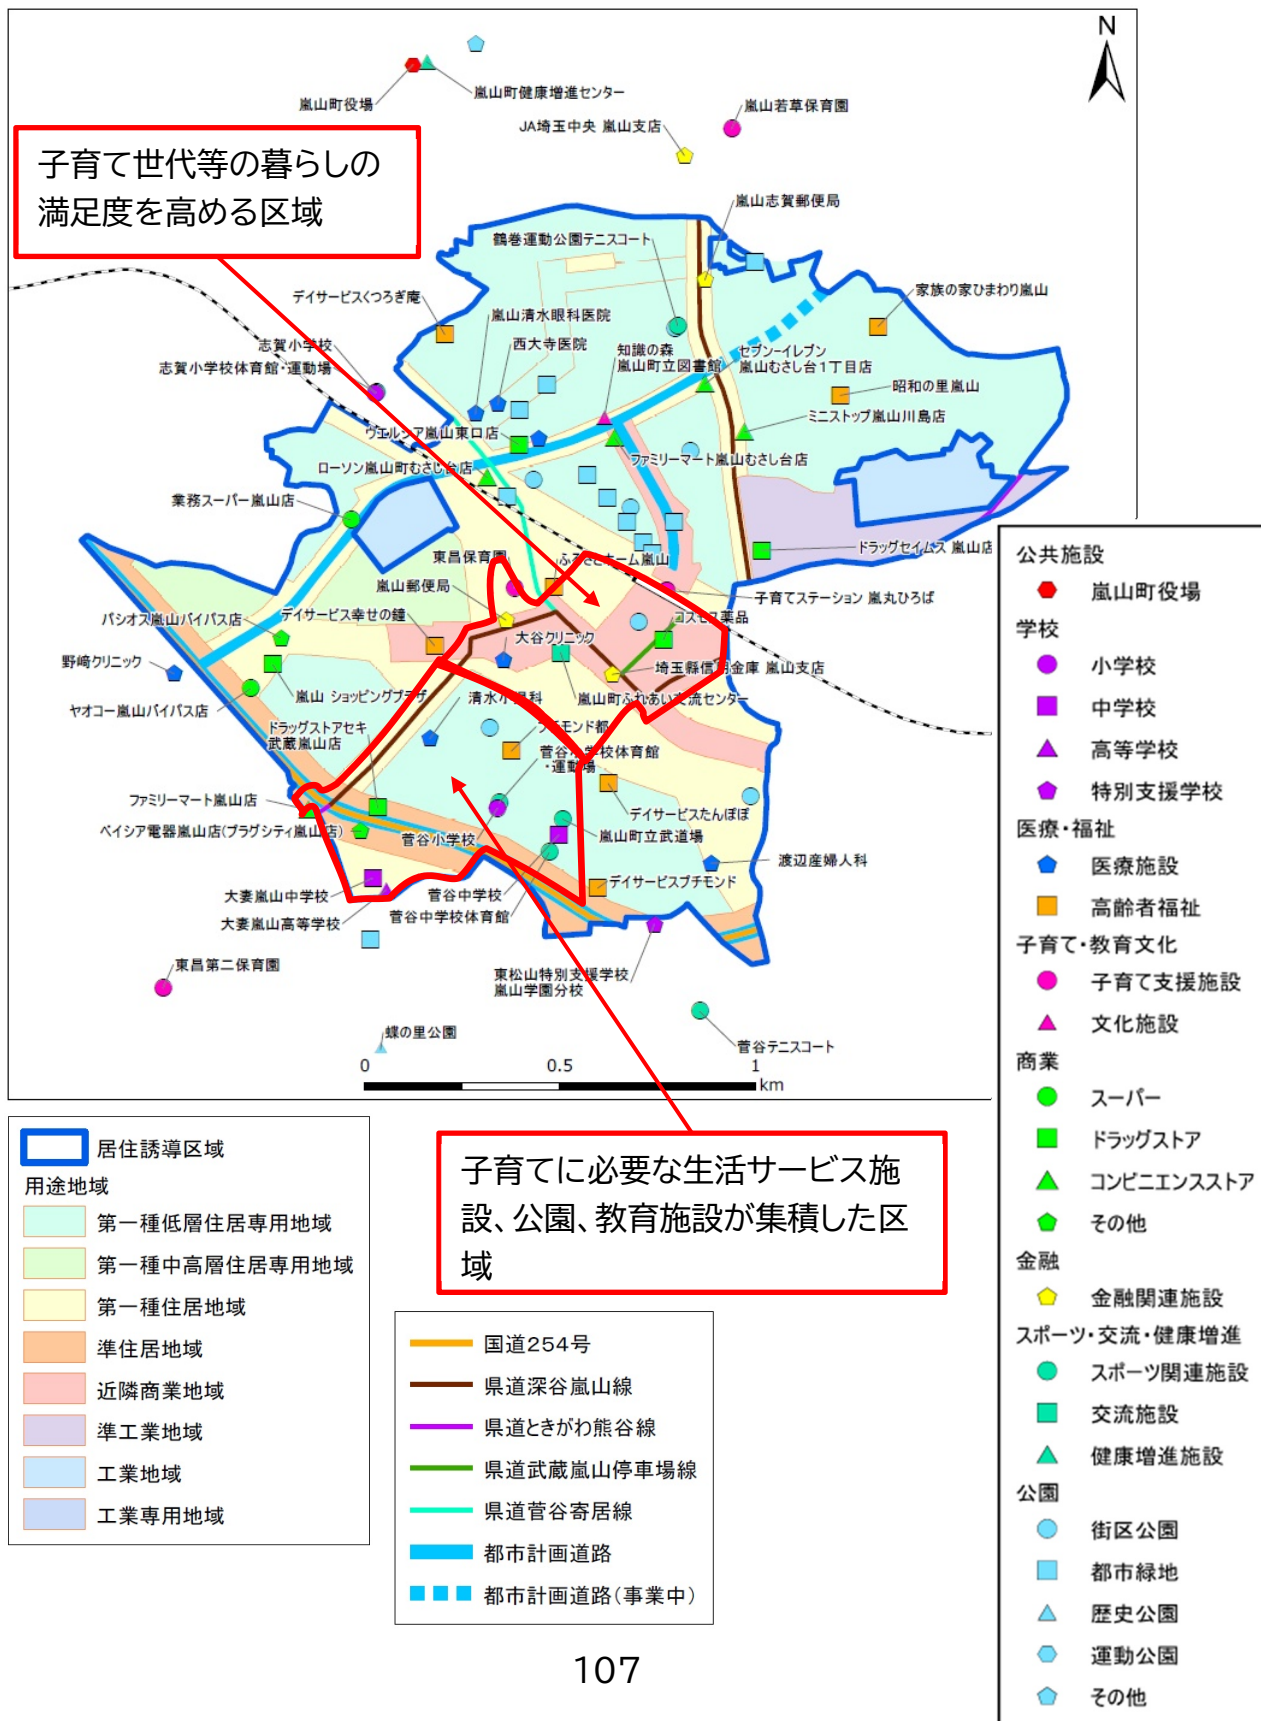 N
嵐山町役場
嵐山町健康増進センター
嵐山若草保育園
JA埼玉中央 嵐山支店
子育て世代等の暮らしの
満足度を高める区域
嵐山志賀郵便局
鶴巻運動公園テニスコート
家族の家ひまわり嵐山
デイサービスくつろぎ庵
嵐山清水眼科医院
志賀小学校
西大寺医院
知識の森
嵐山町立図書館
セブン-イレブン
嵐山むさし台1丁目店
志賀小学校体育館・運動場
昭和の里嵐山
ミニストップ嵐山川島店
ウエルシア嵐山東口店
ファミリーマート嵐山むさし台店
ローソン嵐山町むさし台店
業務スーパー嵐山店
ドラッグセイムス 嵐山店
東昌保育園
ふるさとホーム嵐山
嵐山郵便局
子育てステーション 嵐丸ひろば
パシオス嵐山バイパス店
デイサービス幸せの鐘
コスモス薬品
大谷クリニック
野崎クリニック
埼玉縣信用金庫 嵐山支店
嵐山 ショッピングプラザ
清水小児科
嵐山町ふれあい交流センター
ヤオコー嵐山バイパス店
ドラッグストアセキ
武蔵嵐山店
プチモンド都
菅谷小学校体育館
・運動場
ファミリーマート嵐山店
デイサービスたんぽぽ
ベイシア電器嵐山店(プラグシティ嵐山店)
菅谷小学校
嵐山町立武道場
渡辺産婦人科
大妻嵐山中学校
菅谷中学校
デイサービスプチモンド
大妻嵐山高等学校
菅谷中学校体育館
東昌第二保育園
東松山特別支援学校
嵐山学園分校
蝶の里公園
菅谷テニスコート
0
0.5
1
km
子育てに必要な生活サービス施
設、公園、教育施設が集積した区
域
居住誘導区域
用途地域
第一種低層住居専用地域
第一種中高層住居専用地域
第一種住居地域
準住居地域
近隣商業地域
準工業地域
工業地域
工業専用地域
国道254号
県道深谷嵐山線
県道ときがわ熊谷線
県道武蔵嵐山停車場線
県道菅谷寄居線
都市計画道路
都市計画道路(事業中)
公共施設
嵐山町役場
学校
小学校
中学校
高等学校
特別支援学校
医療・福祉
医療施設
高齢者福祉
子育て・教育文化
子育て支援施設
文化施設
商業
スーパー
ドラッグストア
コンビニエンスストア
その他
金融
金融関連施設
スポーツ・交流・健康増進
スポーツ関連施設
交流施設
健康増進施設
公園
街区公園
都市緑地
歴史公園
運動公園
その他
107